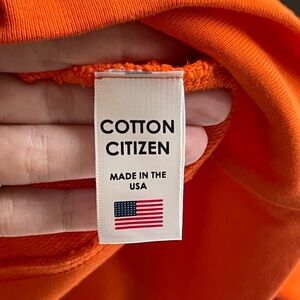 COTTON
CITIZEN
MADE IN THE
USA